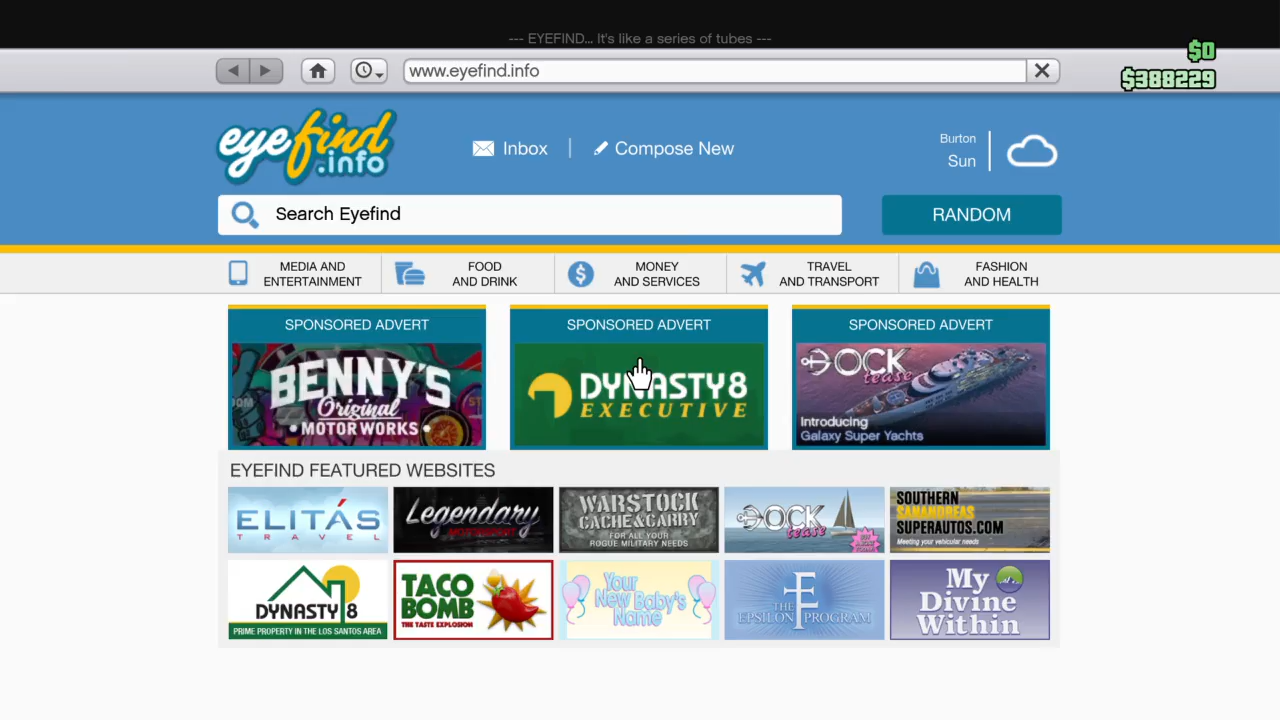 --- EYEFIND... It's like a series of tubes ---
$0
$388229
www.eyefind.info
eyefind
.info
Inbox
Compose New
Burton
Sun
Search Eyefind
RANDOM
MEDIA AND
ENTERTAINMENT
FOOD
AND DRINK
MONEY
AND SERVICES
TRAVEL
AND TRANSPORT
FASHION
AND HEALTH
SPONSORED ADVERT
BENNY'S
Original
MOTOR WORKS
SPONSORED ADVERT
DYNASTY8
EXECUTIVE
SPONSORED ADVERT
DOCK
tease
Introducing
Galaxy Super Yachts
EYEFIND FEATURED WEBSITES
ELITÁS
TRAVEL
Legendary
MOTORSPORT
WARSTOCK
CACHE & CARRY
FOR ALL YOUR
ROGUE MILITARY NEEDS
DOCK
tease
SOUTHERN
SANANDREAS
SUPERAUTOS.COM
Meeting your vehicular needs
DYNASTY 8
PRIME PROPERTY IN THE LOS SANTOS AREA
TACO
BOMB
THE TASTE EXPLOSION
Your
New Baby's
Name
THE
EPSILON PROGRAM
My
Divine
Within